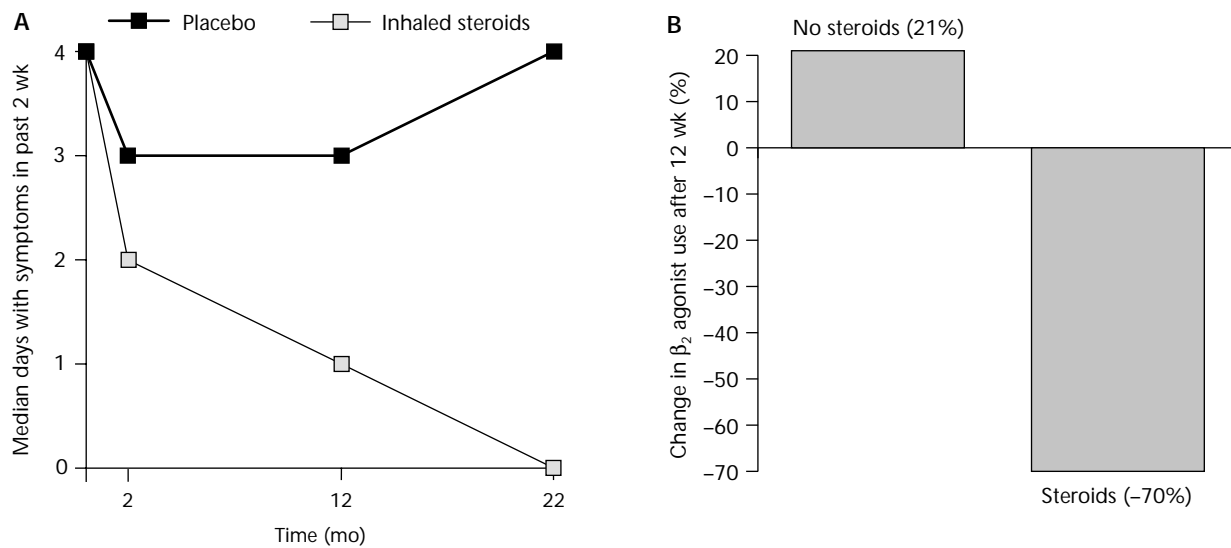 A
Placebo
Inhaled steroids
Median days with symptoms in past 2 wk
4
3
2
1
0
2
12
22
Time (mo)
B
No steroids (21%)
Change in β₂ agonist use after 12 wk (%)
20
10
0
–10
–20
–30
–40
–50
–60
–70
Steroids (–70%)